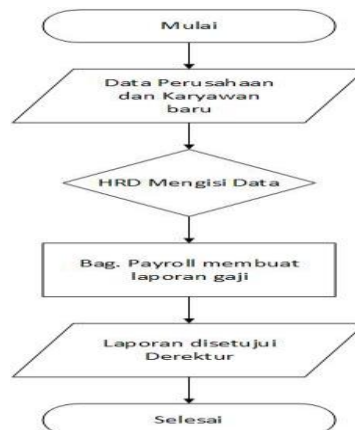 Mulai
Data Perusahaan
dan Karyawan
baru
HRD Mengisi Data
Bag. Payroll membuat
laporan gaji
Laporan disetujui
Derektur
Selesai